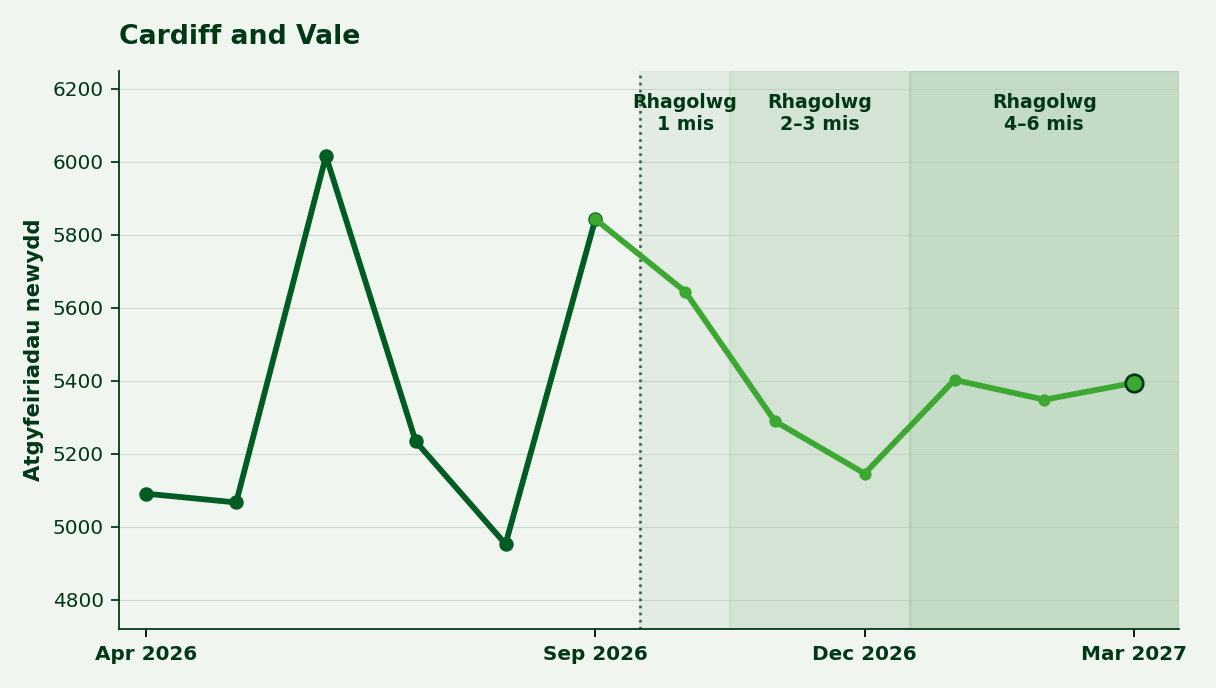 Cardiff and Vale
Atgyfeiriadau newydd
6200
6000
5800
5600
5400
5200
5000
4800
Rhagolwg
1 mis
Rhagolwg
2–3 mis
Rhagolwg
4–6 mis
Apr 2026
Sep 2026
Dec 2026
Mar 2027